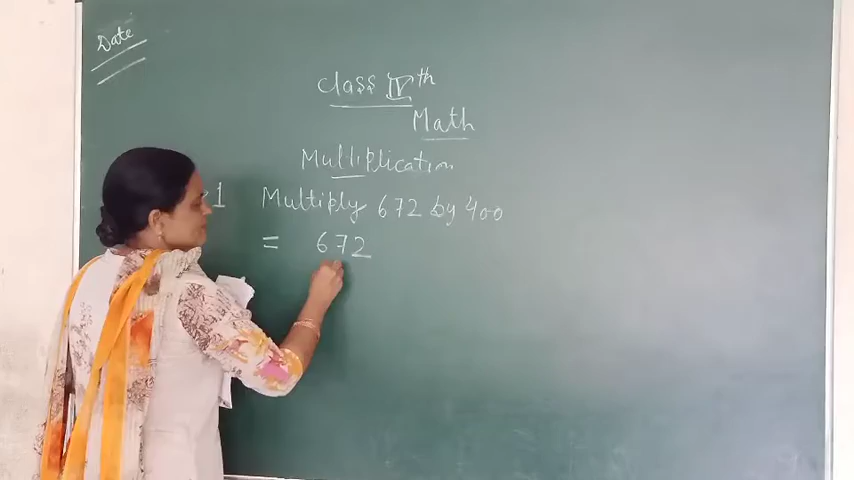 Date
Class IVth
Math
Multiplication
1 Multiply 672 by 400
= 672